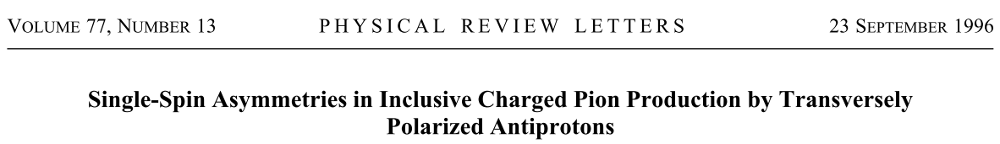 VOLUME 77, NUMBER 13 PHYSICAL REVIEW LETTERS 23 SEPTEMBER 1996
Single-Spin Asymmetries in Inclusive Charged Pion Production by Transversely
Polarized Antiprotons